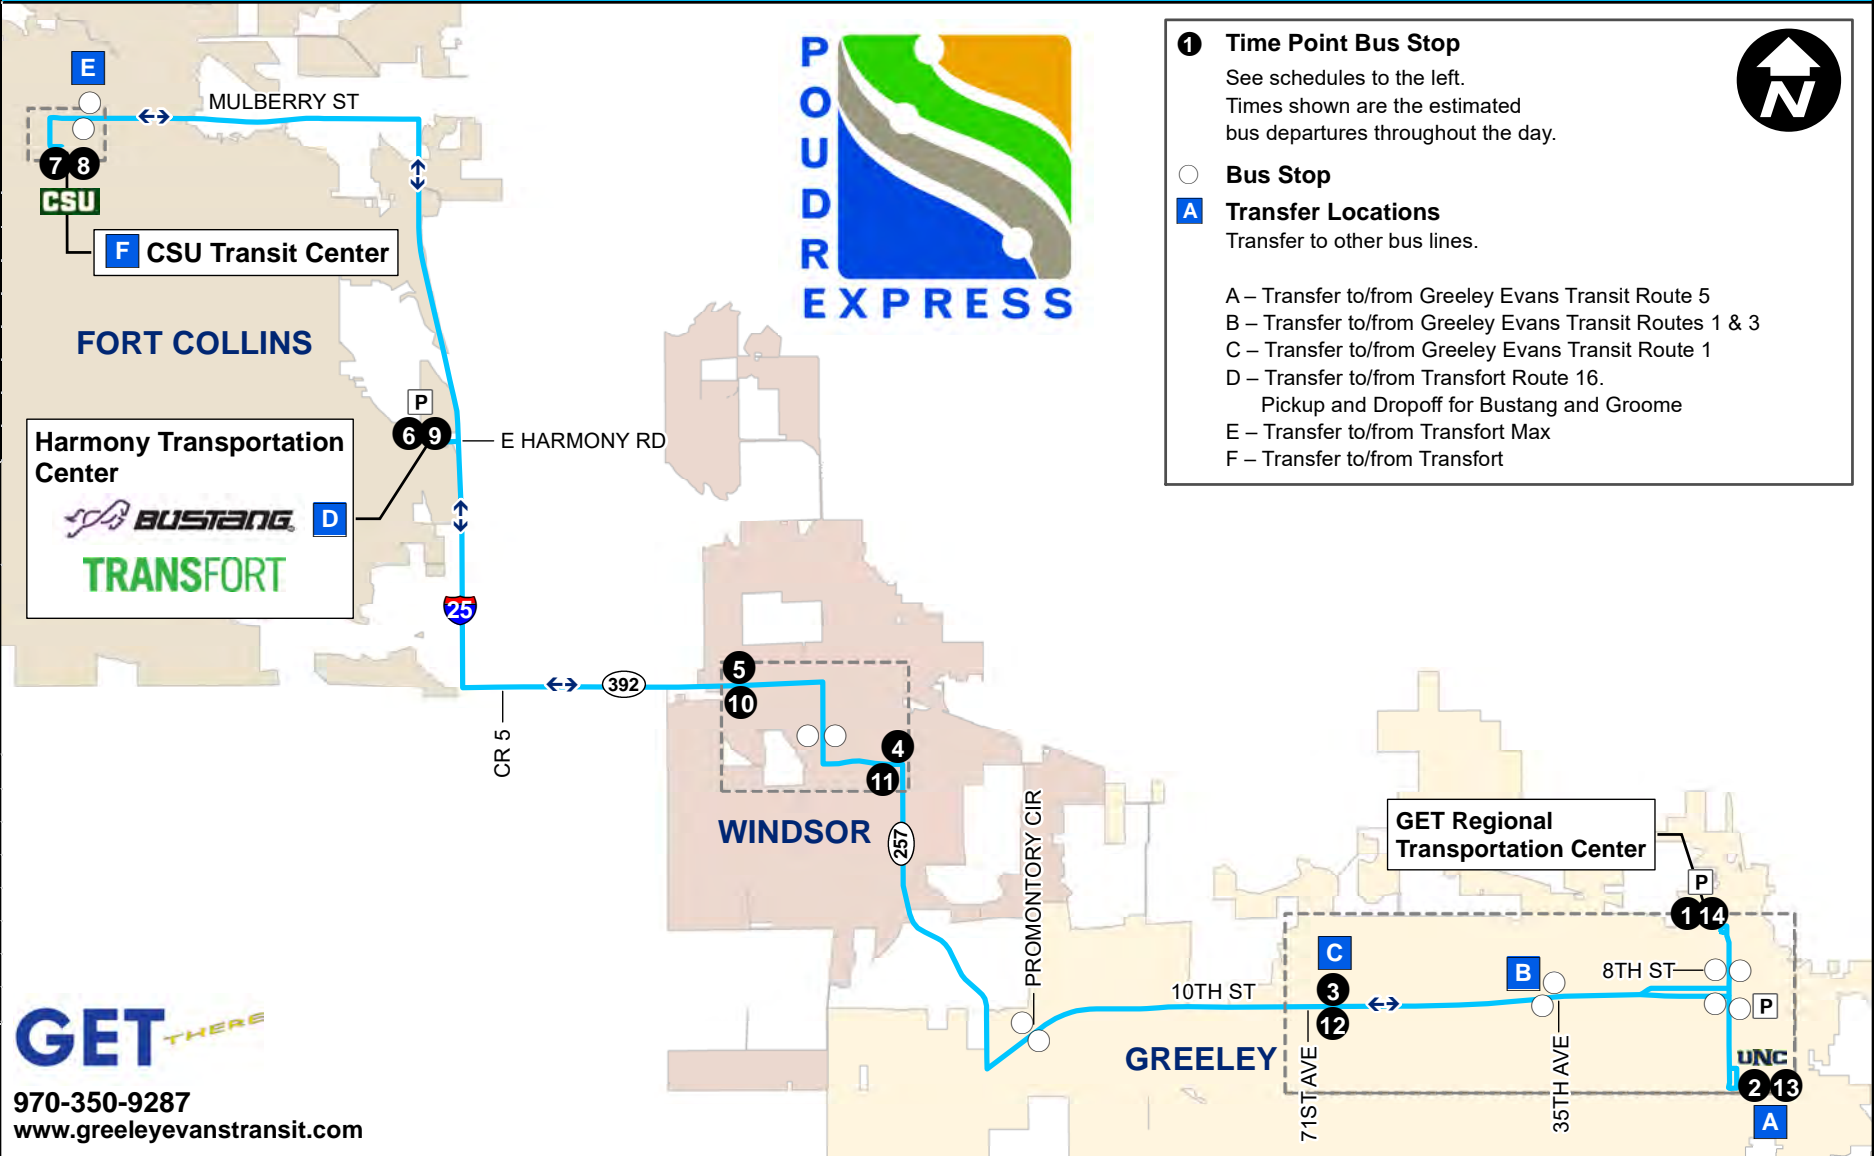 E
MULBERRY ST
7 8
CSU
F CSU Transit Center
FORT COLLINS
P
6 9
E HARMONY RD
Harmony Transportation
Center
BUSTANG
D
TRANSFORT
25
392
CR 5
POUDRE
EXPRESS
1 Time Point Bus Stop
See schedules to the left.
Times shown are the estimated
bus departures throughout the day.
N
Bus Stop
A Transfer Locations
Transfer to other bus lines.
A – Transfer to/from Greeley Evans Transit Route 5
B – Transfer to/from Greeley Evans Transit Routes 1 & 3
C – Transfer to/from Greeley Evans Transit Route 1
D – Transfer to/from Transfort Route 16.
Pickup and Dropoff for Bustang and Groome
E – Transfer to/from Transfort Max
F – Transfer to/from Transfort
5
10
4
11
WINDSOR
257
PROMONTORY CIR
GET Regional
Transportation Center
P
1 14
C
3
12
10TH ST
B
8TH ST
P
GREELEY
71ST AVE
35TH AVE
UNC
2 13
A
GET THERE
970-350-9287
www.greeleyevanstransit.com